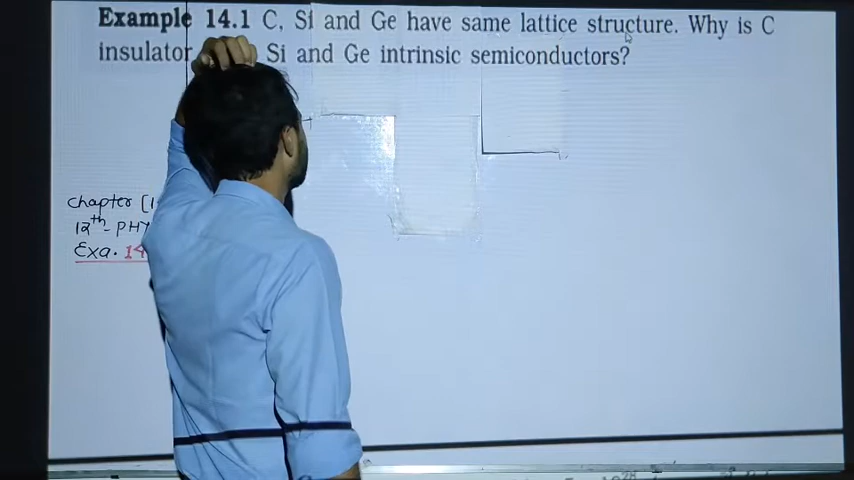 Example 14.1 C, Si and Ge have same lattice structure. Why is C
insulator Si and Ge intrinsic semiconductors?
Chapter
12th - PHY
Exa. 14